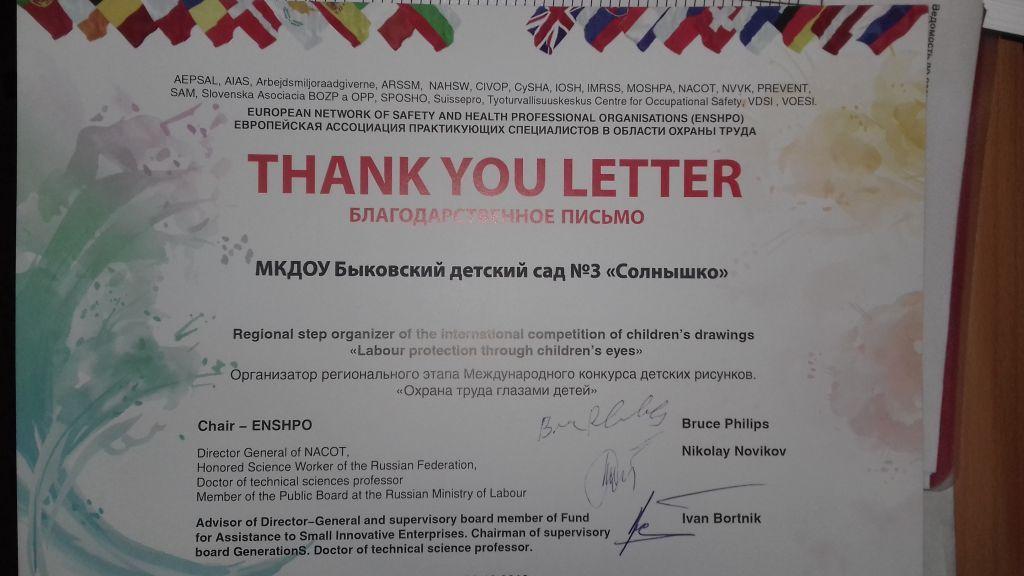 AEPSAL, AIAS, Arbejdsmiljoraadgiverne, ARSSM, NAHSW, CIVOP, CySHA, IOSH, IMRSS, MOSHPA, NACOT, NVVK, PREVENT,
SAM, Slovenska Asociacia BOZP a OPP, SPOSHO, Suissepro, Tyoturvallisuuskeskus Centre for Occupational Safety, VDSI , VOESI.
EUROPEAN NETWORK OF SAFETY AND HEALTH PROFESSIONAL ORGANISATIONS (ENSHPO)
ЕВРОПЕЙСКАЯ АССОЦИАЦИЯ ПРАКТИКУЮЩИХ СПЕЦИАЛИСТОВ В ОБЛАСТИ ОХРАНЫ ТРУДА
THANK YOU LETTER
БЛАГОДАРСТВЕННОЕ ПИСЬМО
МКДОУ Быковский детский сад №3 «Солнышко»
Regional step organizer of the international competition of children's drawings
«Labour protection through children's eyes»
Организатор регионального этапа Международного конкурса детских рисунков.
«Охрана труда глазами детей»
Chair – ENSHPO
Bruce Philips
Director General of NACOT,
Honored Science Worker of the Russian Federation,
Doctor of technical sciences professor
Member of the Public Board at the Russian Ministry of Labour
Nikolay Novikov
Advisor of Director–General and supervisory board member of Fund
for Assistance to Small Innovative Enterprises. Chairman of supervisory
board GenerationS. Doctor of technical science professor.
Ivan Bortnik
Ведомость по